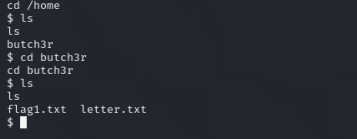 cd /home
$ ls
ls
butch3r
$ cd butch3r
cd butch3r
$ ls
ls
flag1.txt  letter.txt
$